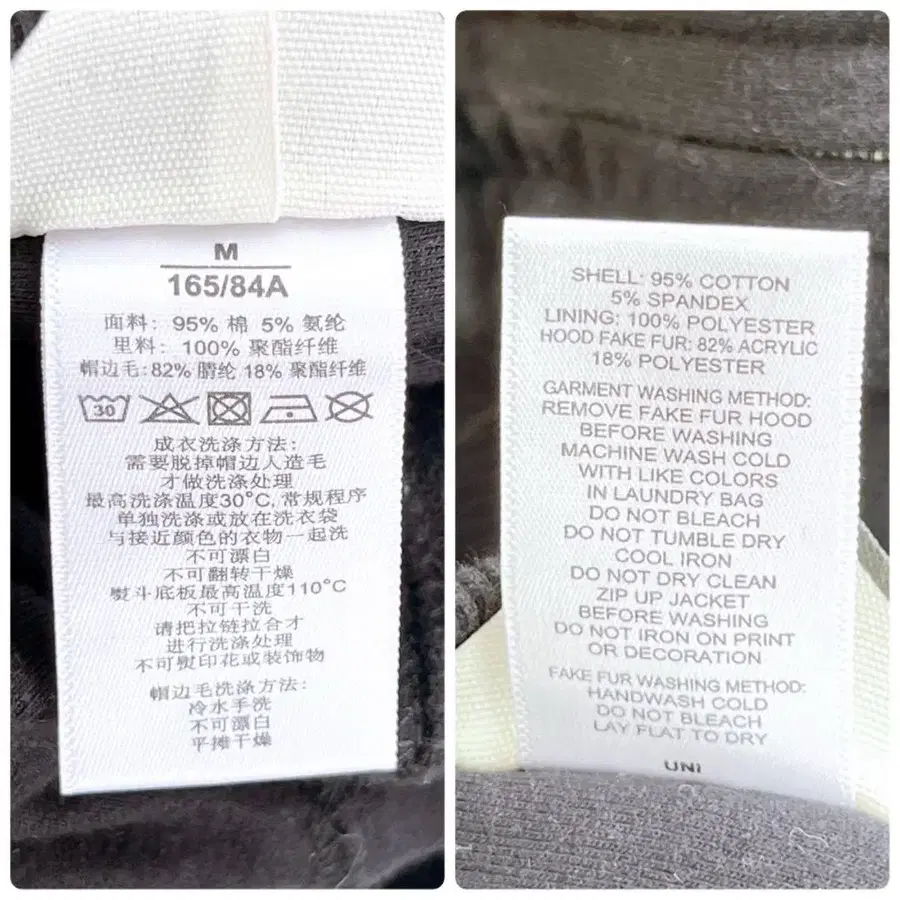 M
165/84A
面料: 95% 棉 5% 氨纶
里料: 100% 聚酯纤维
帽边毛:82% 腈纶 18% 聚酯纤维
30
成衣洗涤方法:
需要脱掉帽边人造毛
才做洗涤处理
最高洗涤温度30°C,常规程序
单独洗涤或放在洗衣袋
与接近颜色的衣物一起洗
不可漂白
不可翻转干燥
熨斗底板最高温度110°C
不可干洗
请把拉链拉合才
进行洗涤处理
不可熨印花或装饰物
帽边毛洗涤方法:
冷水手洗
不可漂白
平摊干燥
SHELL: 95% COTTON
5% SPANDEX
LINING: 100% POLYESTER
HOOD FAKE FUR: 82% ACRYLIC
18% POLYESTER
GARMENT WASHING METHOD:
REMOVE FAKE FUR HOOD
BEFORE WASHING
MACHINE WASH COLD
WITH LIKE COLORS
IN LAUNDRY BAG
DO NOT BLEACH
DO NOT TUMBLE DRY
COOL IRON
DO NOT DRY CLEAN
ZIP UP JACKET
BEFORE WASHING
DO NOT IRON ON PRINT
OR DECORATION
FAKE FUR WASHING METHOD:
HANDWASH COLD
DO NOT BLEACH
LAY FLAT TO DRY
UNI